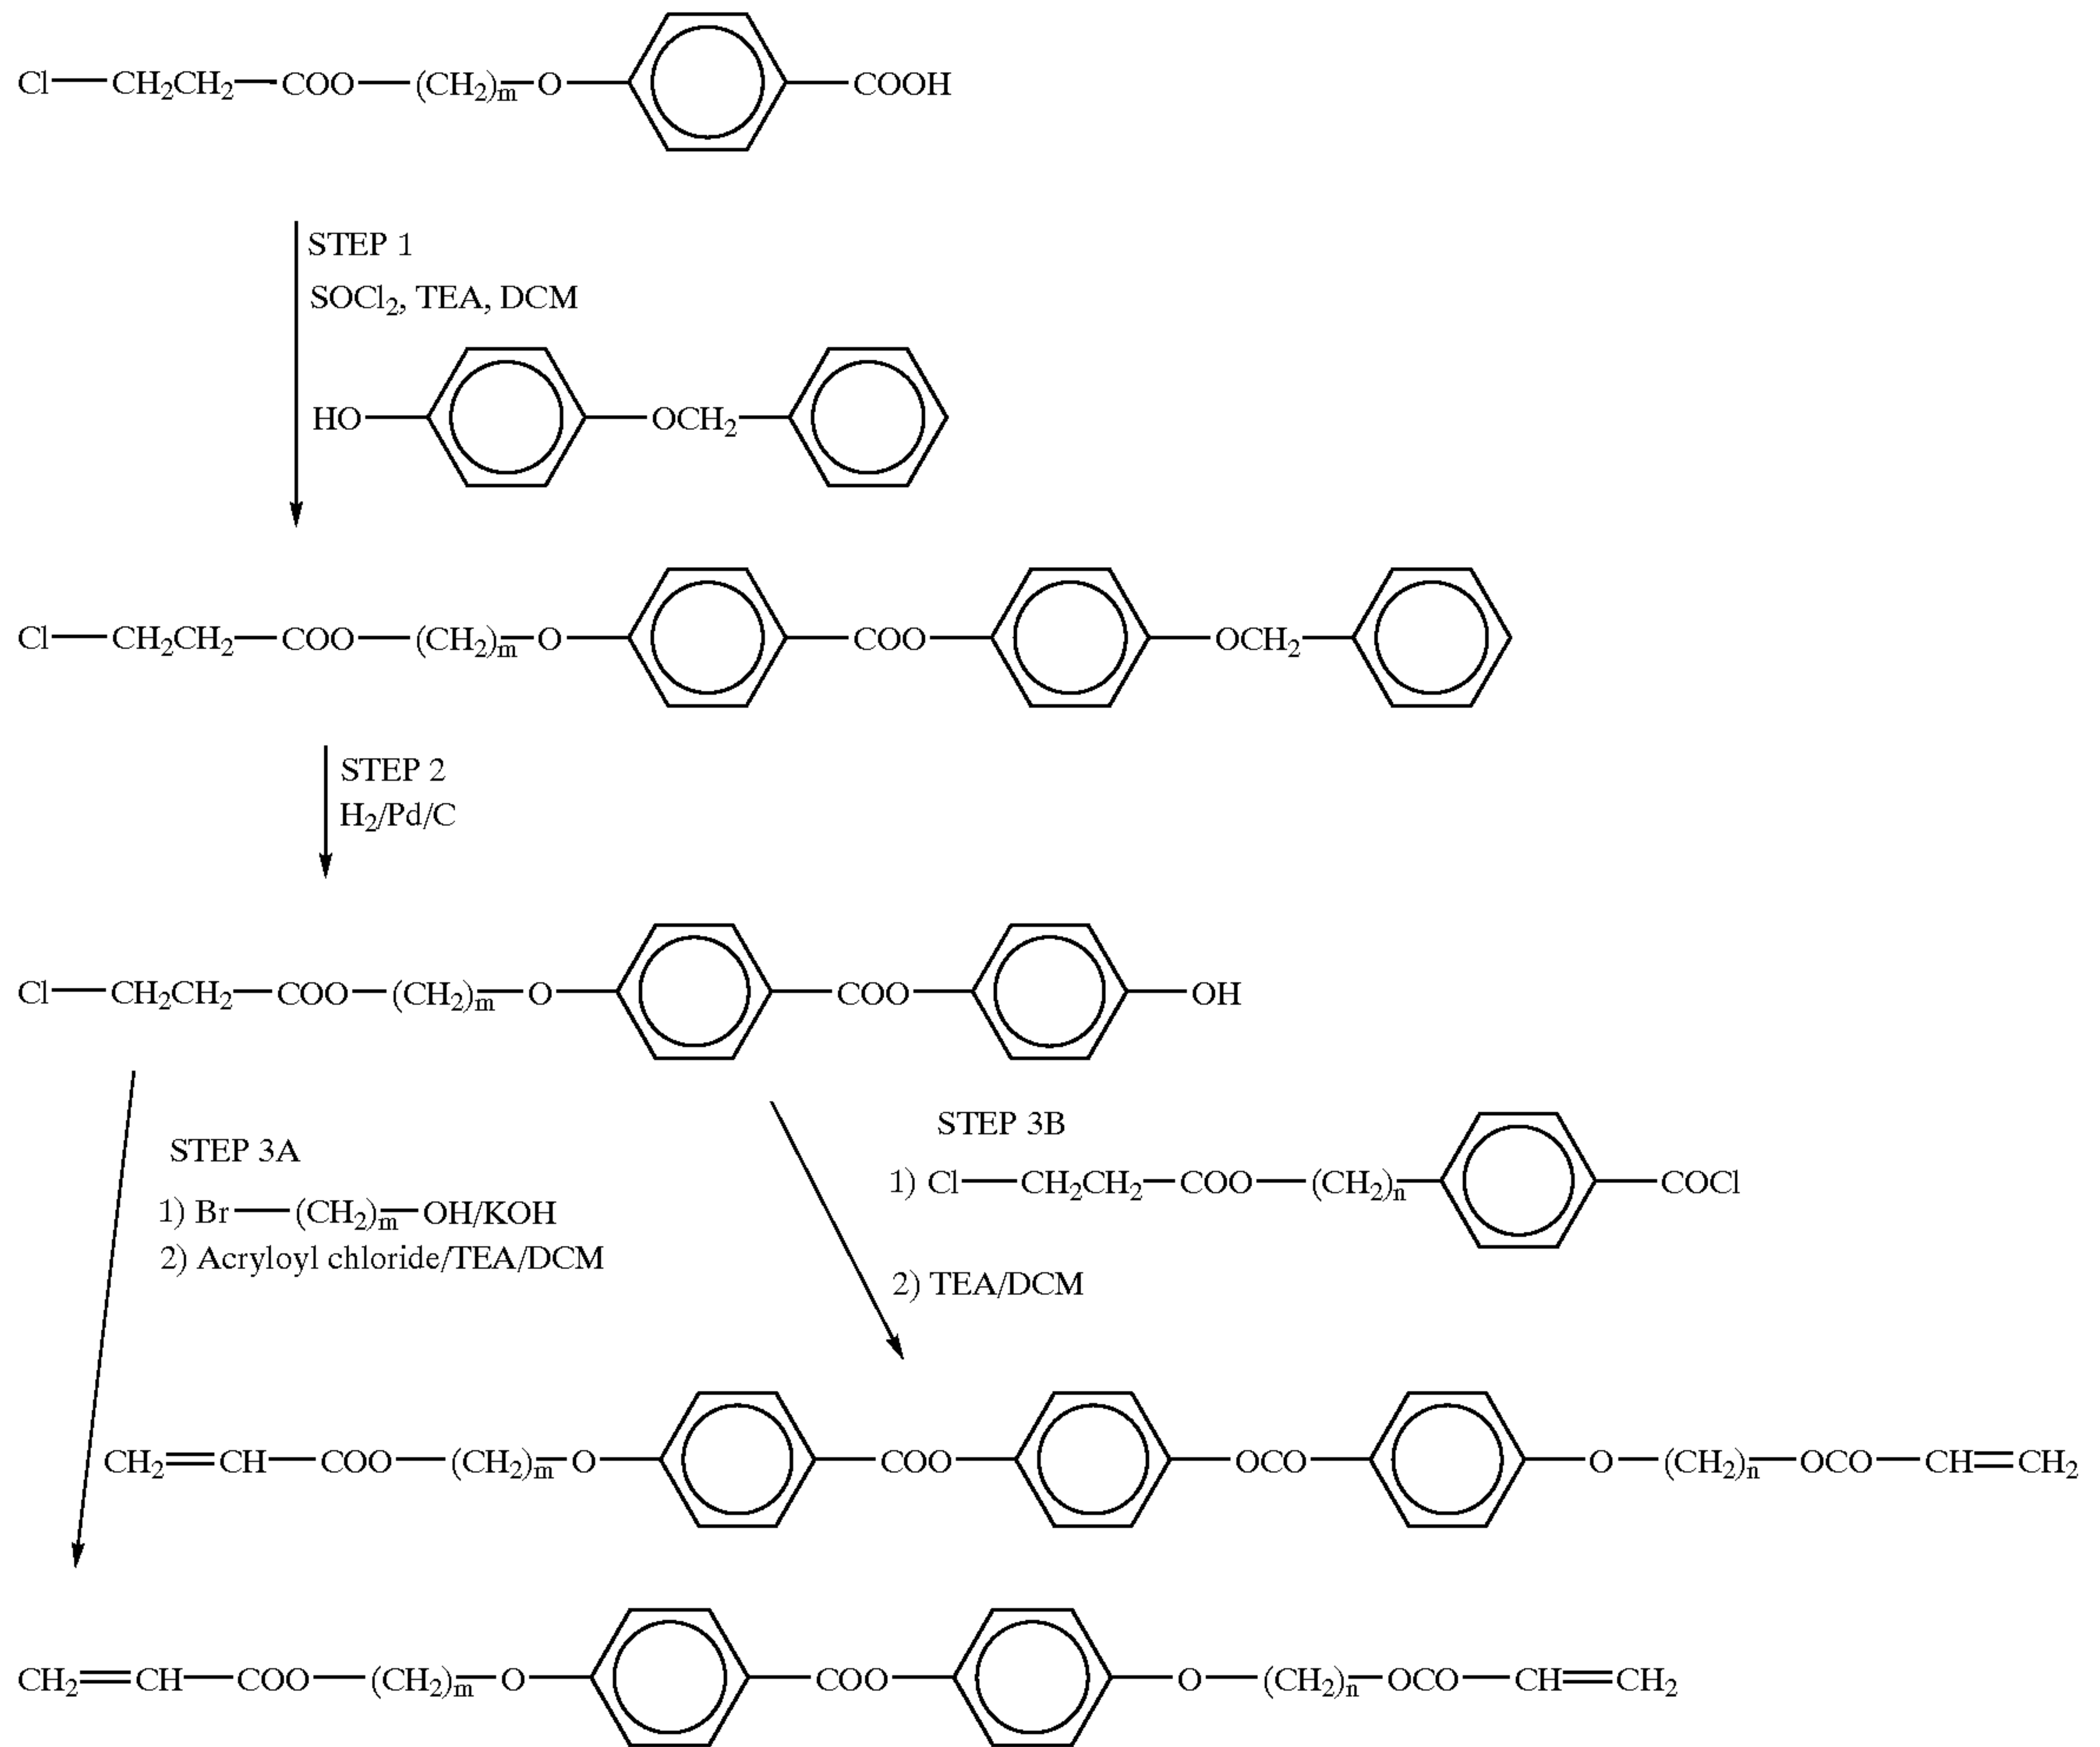 Cl—CH₂CH₂—COO—(CH₂)ₘ—O— —COOH
STEP 1
SOCl₂, TEA, DCM
HO— —OCH₂—
Cl—CH₂CH₂—COO—(CH₂)ₘ—O— —COO— —OCH₂—
STEP 2
H₂/Pd/C
Cl—CH₂CH₂—COO—(CH₂)ₘ—O— —COO— —OH
STEP 3A
1) Br—(CH₂)ₘ—OH/KOH
2) Acryloyl chloride/TEA/DCM
STEP 3B
1) Cl—CH₂CH₂—COO—(CH₂)ₙ— —COCl
2) TEA/DCM
CH₂=CH—COO—(CH₂)ₘ—O— —COO— —OCO— —O—(CH₂)ₙ—OCO—CH=CH₂
CH₂=CH—COO—(CH₂)ₘ—O— —COO— —O—(CH₂)ₙ—OCO—CH=CH₂